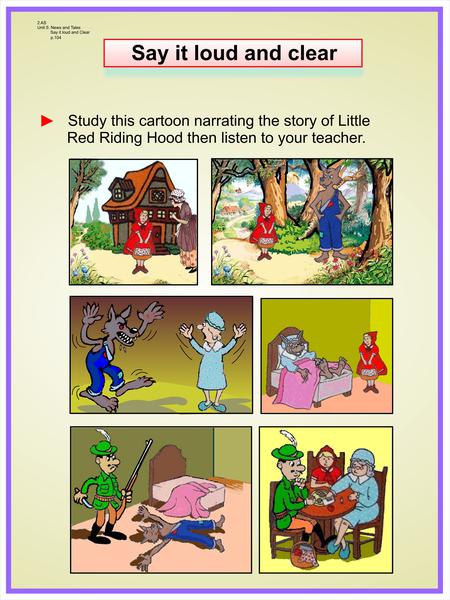 2.AS
Unit 5: News and Tales
Say it loud and Clear
p.104
Say it loud and clear
Study this cartoon narrating the story of Little
Red Riding Hood then listen to your teacher.